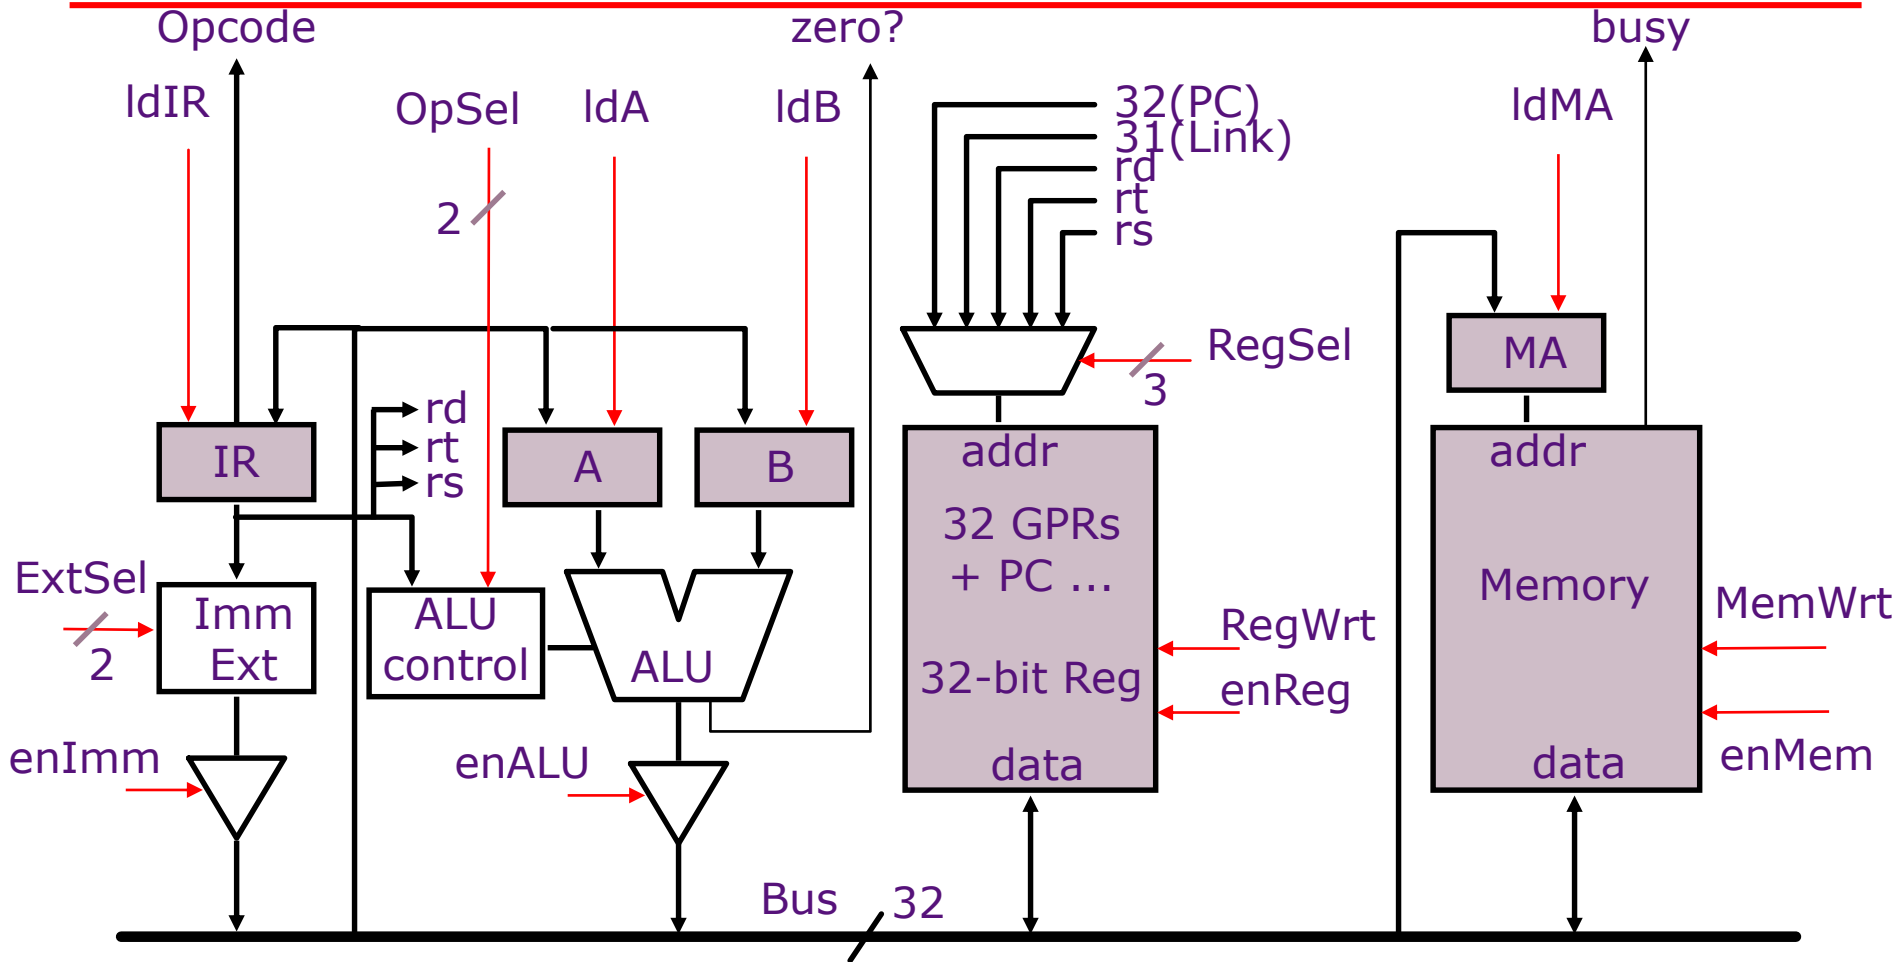 Opcode
zero?
busy
ldIR
OpSel
ldA
ldB
32(PC)
31(Link)
rd
rt
rs
ldMA
2
RegSel
3
MA
rd
rt
rs
IR
A
B
addr
32 GPRs
+ PC ...
32-bit Reg
data
addr
Memory
data
ExtSel
2
Imm
Ext
ALU
control
ALU
RegWrt
enReg
MemWrt
enMem
enImm
enALU
Bus
32